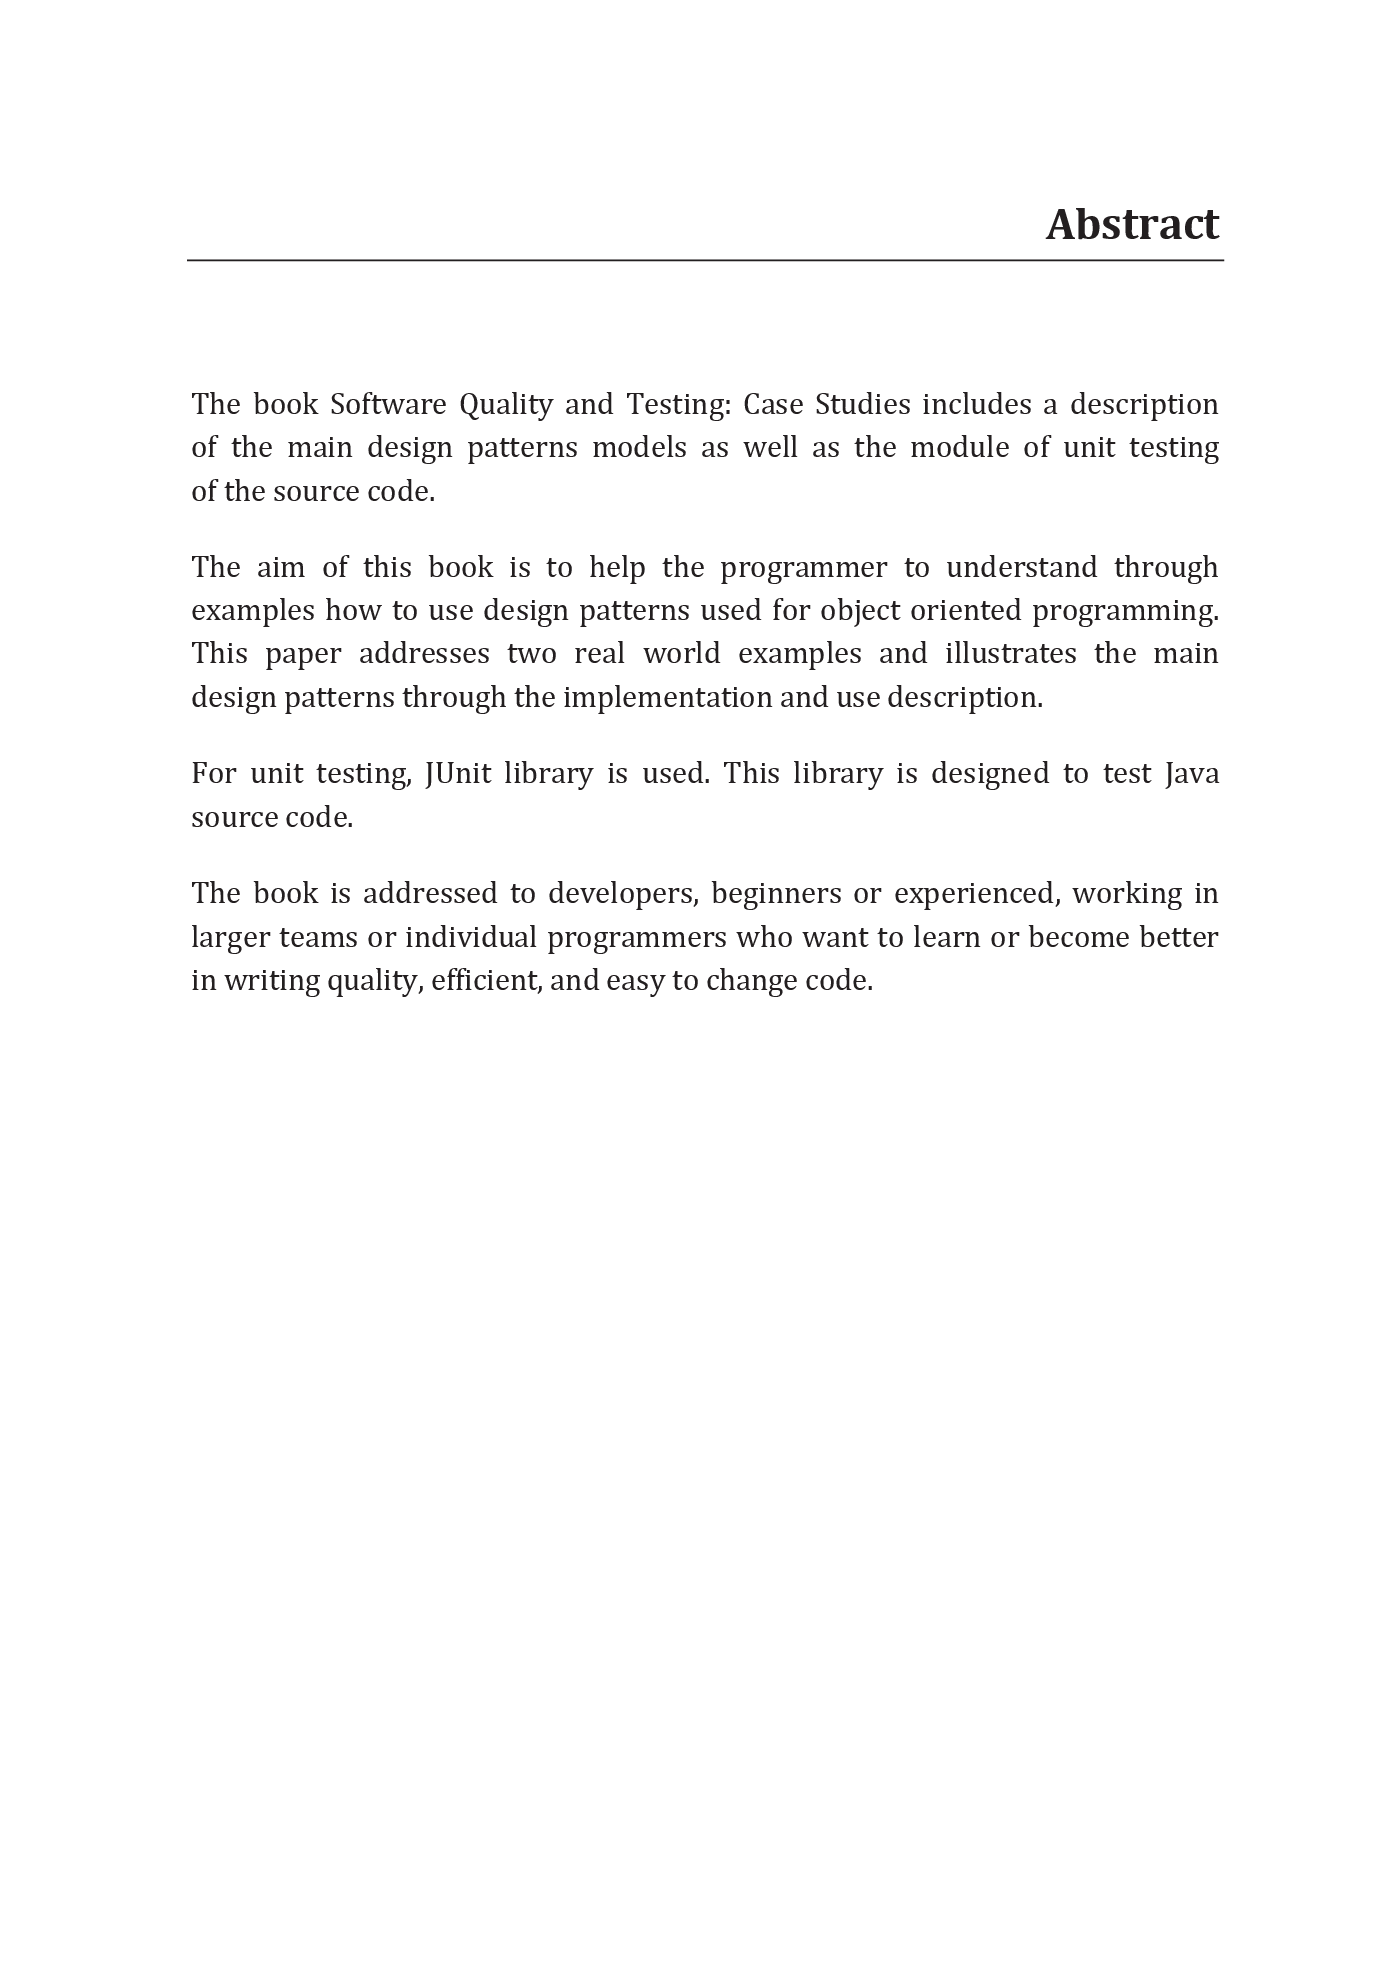 Abstract
The book Software Quality and Testing: Case Studies includes a description
of the main design patterns models as well as the module of unit testing
of the source code.
The aim of this book is to help the programmer to understand through
examples how to use design patterns used for object oriented programming.
This paper addresses two real world examples and illustrates the main
design patterns through the implementation and use description.
For unit testing, JUnit library is used. This library is designed to test Java
source code.
The book is addressed to developers, beginners or experienced, working in
larger teams or individual programmers who want to learn or become better
in writing quality, efficient, and easy to change code.